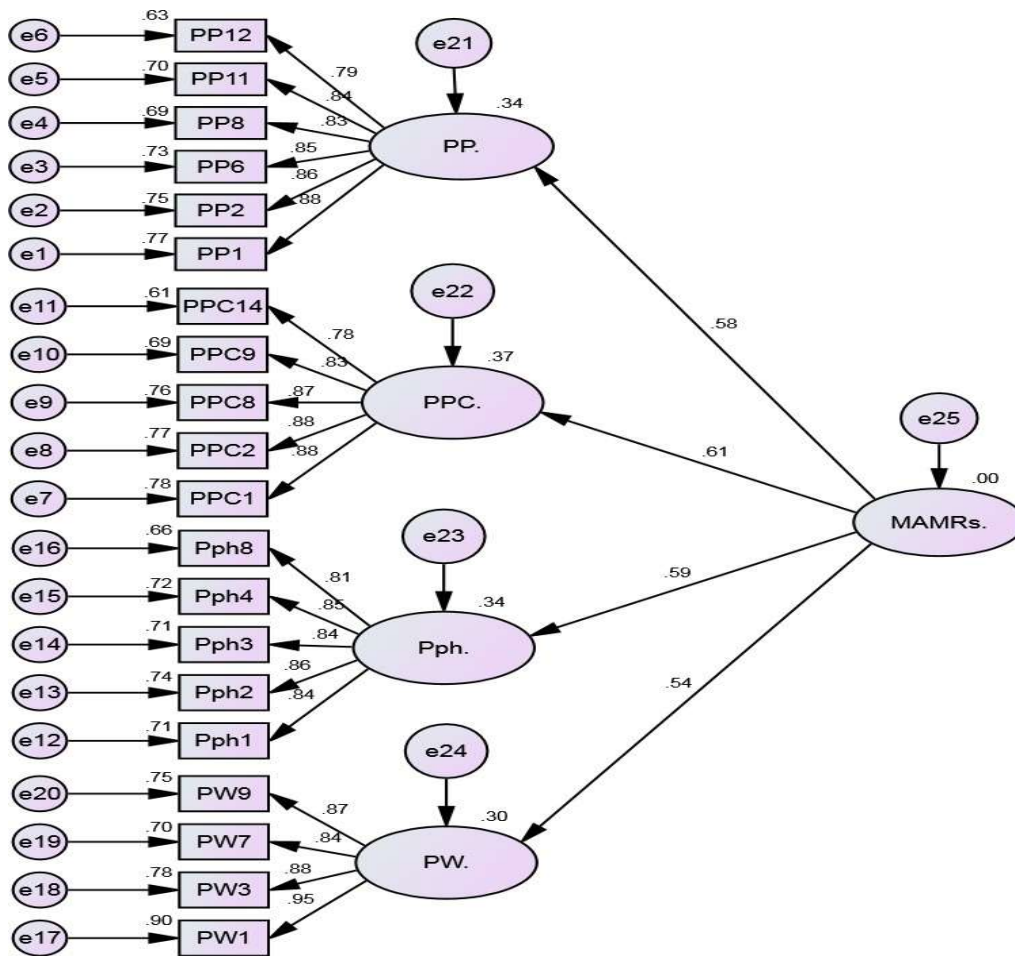 e6 .63 PP12
e5 .70 PP11
e4 .69 PP8
e3 .73 PP6
e2 .75 PP2
e1 .77 PP1
.79
.84
.83
.85
.86
.88
e21
.34
PP.
e11 .61 PPC14
e10 .69 PPC9
e9 .76 PPC8
e8 .77 PPC2
e7 .78 PPC1
.78
.83
.87
.88
.88
e22
.37
PPC.
e16 .66 Pph8
e15 .72 Pph4
e14 .71 Pph3
e13 .74 Pph2
e12 .71 Pph1
.81
.85
.84
.86
.84
e23
.34
Pph.
e20 .75 PW9
e19 .70 PW7
e18 .78 PW3
e17 .90 PW1
.87
.84
.88
.95
e24
.30
PW.
.58
.61
.59
.54
e25
.00
MAMRs.